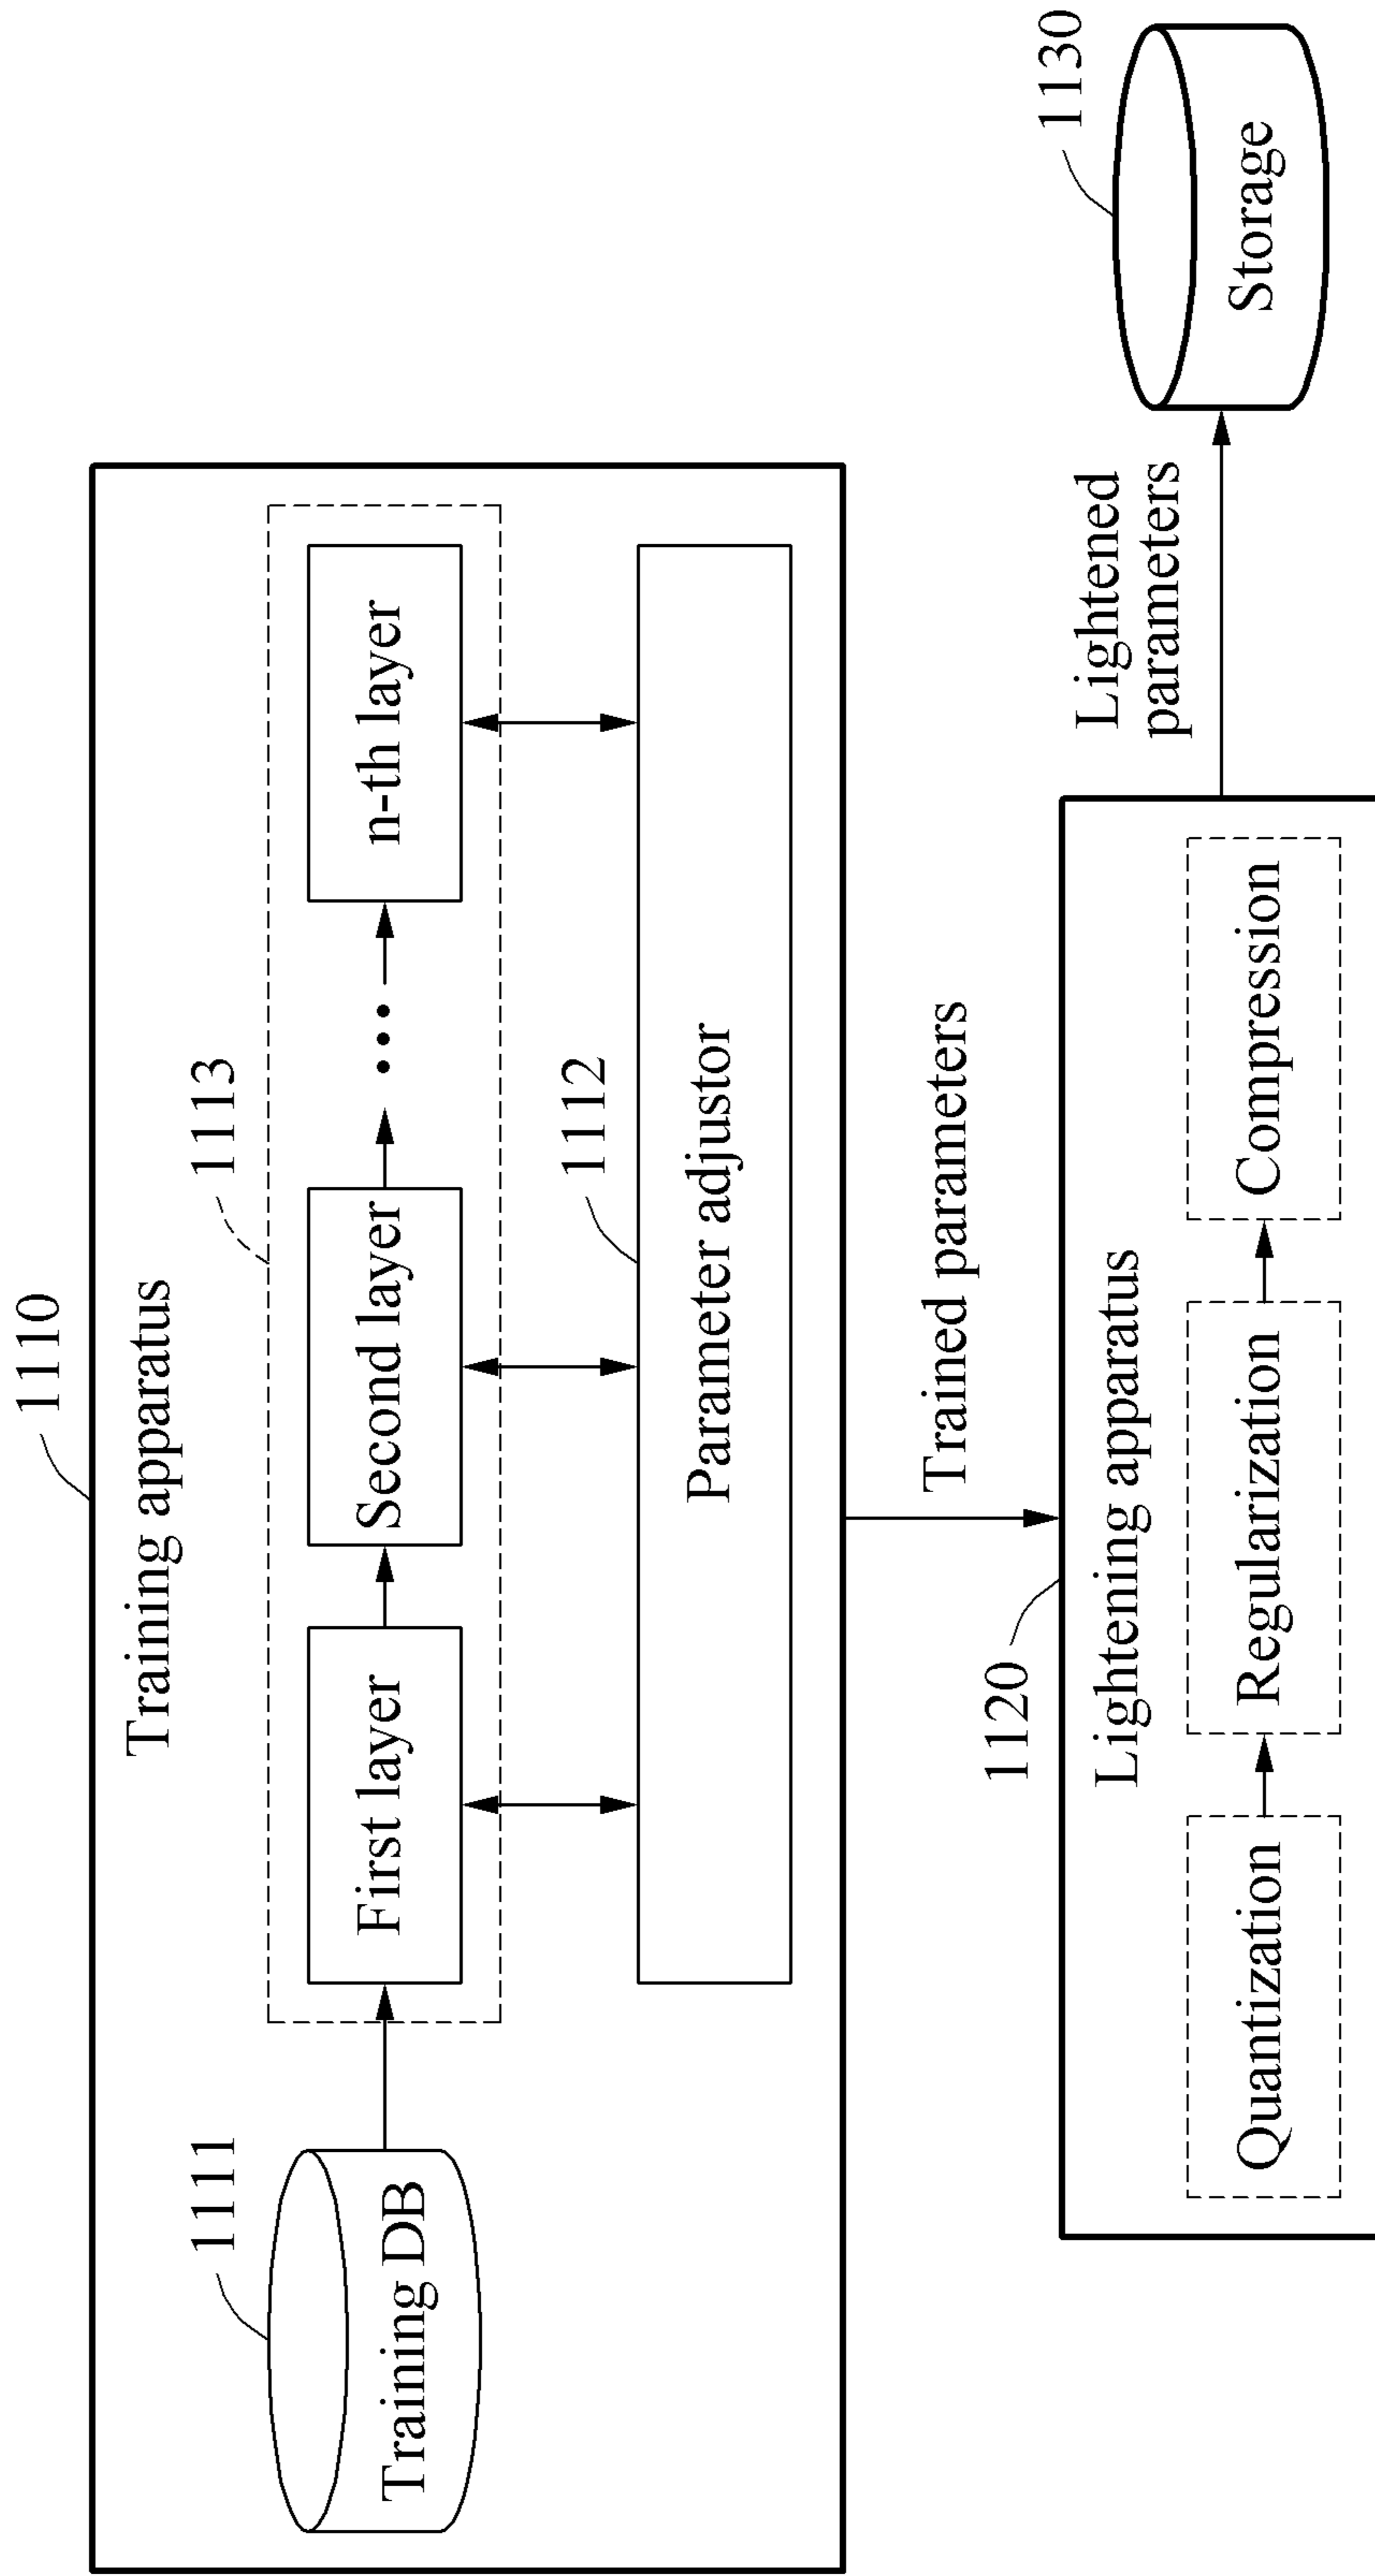 1110
Training apparatus
1111
1113
Training DB
First layer
Second layer
n-th layer
1112
Parameter adjustor
Trained parameters
1120
Lightening apparatus
Quantization
Regularization
Compression
Lightened
parameters
1130
Storage